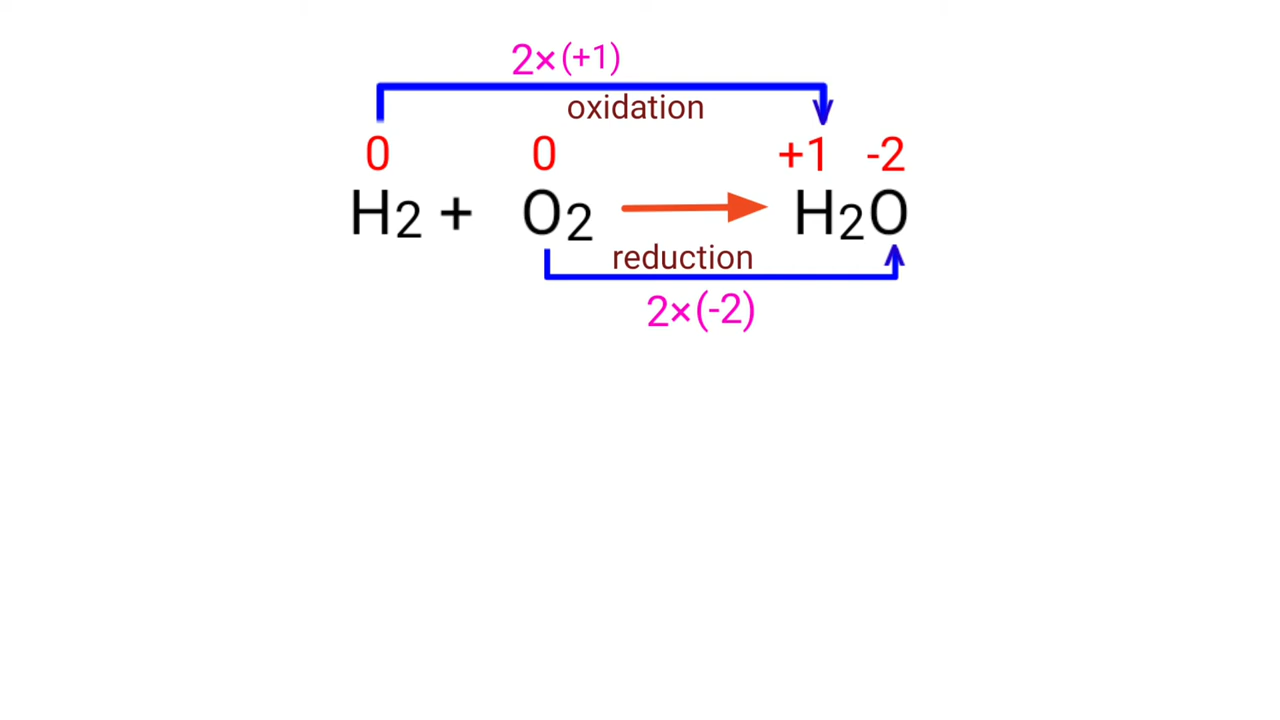 2×(+1)
oxidation
0 0 +1 -2
H2 + O2 → H2O
reduction
2×(-2)